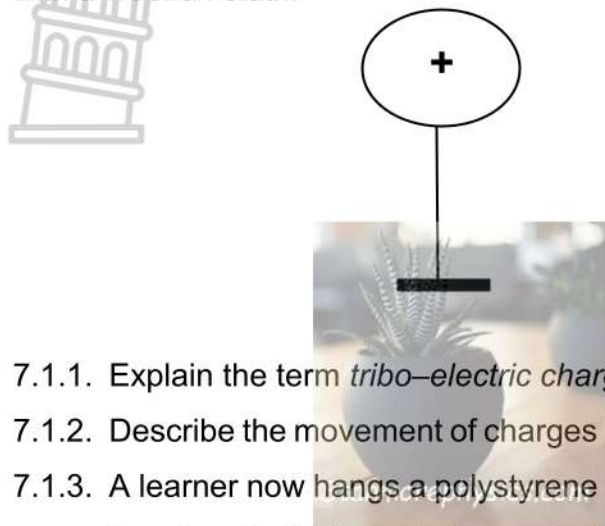 +
7.1.1. Explain the term tribo–electric
7.1.2. Describe the movement of charges
7.1.3. A learner now hangs a polystyrene